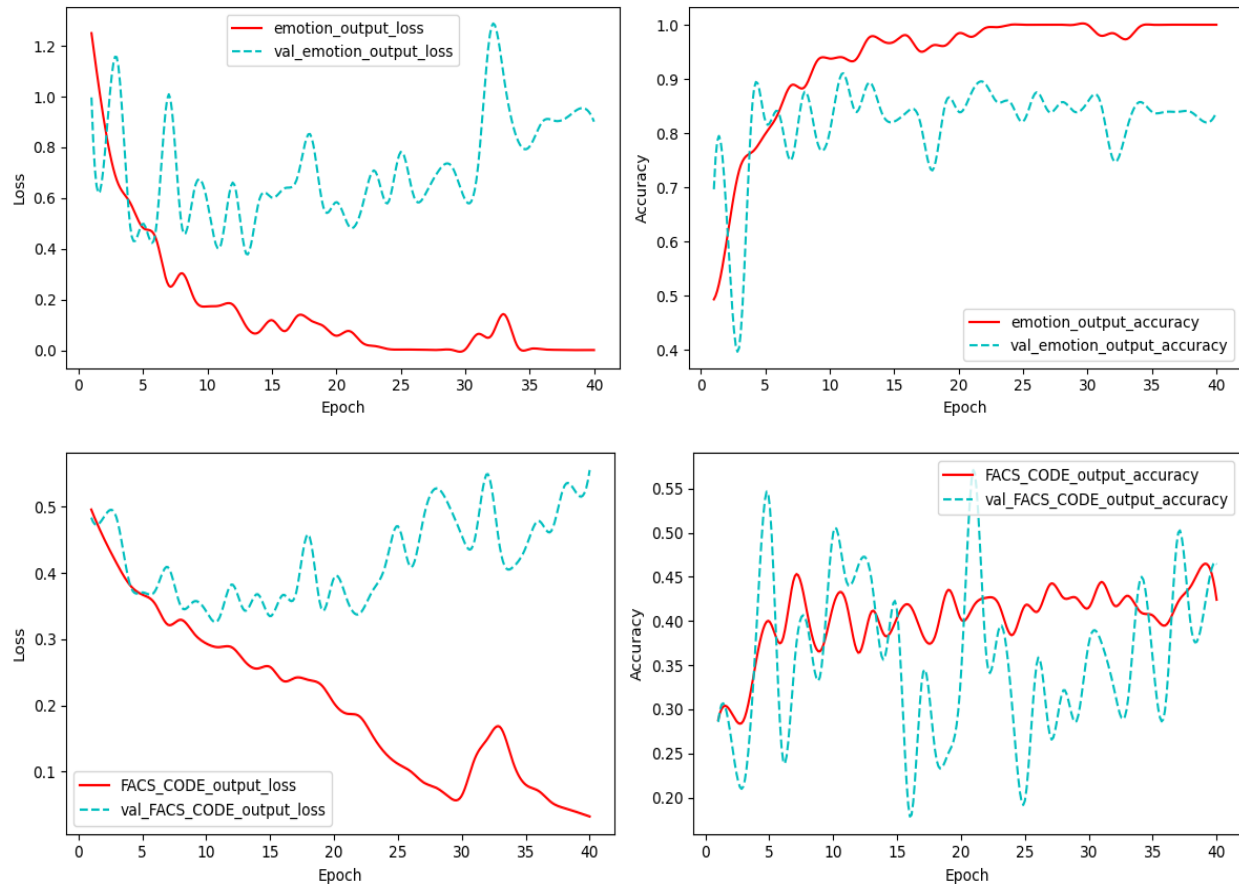 emotion_output_loss
val_emotion_output_loss
1.2
1.0
0.8
0.6
0.4
0.2
0.0
Loss
0 5 10 15 20 25 30 35 40
Epoch
1.0
0.9
0.8
0.7
0.6
0.5
0.4
Accuracy
emotion_output_accuracy
val_emotion_output_accuracy
0 5 10 15 20 25 30 35 40
Epoch
0.5
0.4
0.3
0.2
0.1
Loss
FACS_CODE_output_loss
val_FACS_CODE_output_loss
0 5 10 15 20 25 30 35 40
Epoch
FACS_CODE_output_accuracy
val_FACS_CODE_output_accuracy
0.55
0.50
0.45
0.40
0.35
0.30
0.25
0.20
Accuracy
0 5 10 15 20 25 30 35 40
Epoch